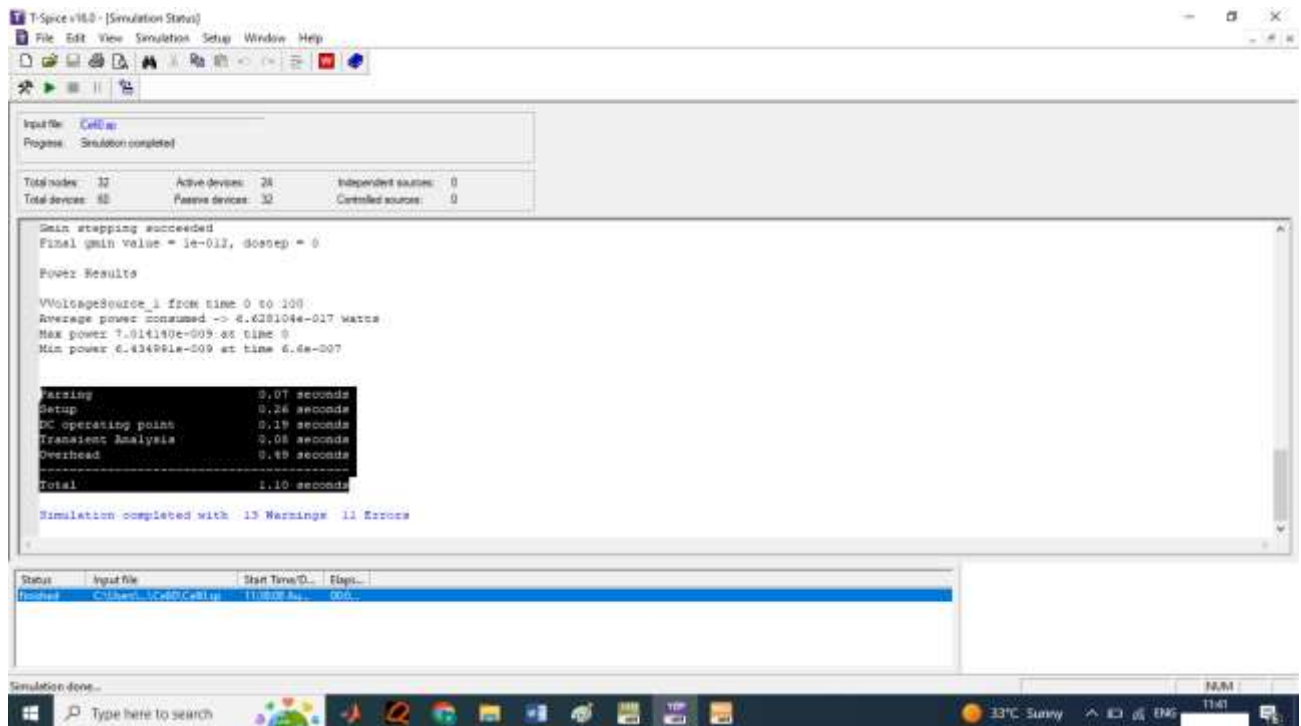 T-Spice v16.0 - [Simulation Status]
File Edit View Simulation Setup Window Help
Input file: Cell0.sp
Progress: Simulation completed
Total nodes: 32 Active devices: 28 Independent sources: 0
Total devices: 60 Passive devices: 32 Controlled sources: 0
Gmin stepping succeeded
Final gmin value = 1e-012, dostep = 0
Power Results
VVoltageSource_1 from time 0 to 100
Average power consumed -> 6.628104e-017 watts
Max power 7.014140e-009 at time 0
Min power 6.434991e-009 at time 6.6e-007
Parsing 0.07 seconds
Setup 0.26 seconds
DC operating point 0.19 seconds
Transient Analysis 0.08 seconds
Overhead 0.49 seconds
-----------------------------------------
Total 1.10 seconds
Simulation completed with 13 Warnings 11 Errors
Status Input file Start Time/D... Elaps...
finished
Simulation done...
NUM
Type here to search
33°C Sunny
ENG
11:41